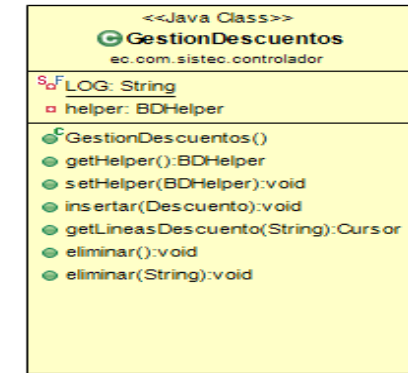 <<Java Class>>
GestionDescuentos
ec.com.sistec.controlador
LOG: String
helper: BDHelper
GestionDescuentos()
getHelper():BDHelper
setHelper(BDHelper):void
insertar(Descuento):void
getLineasDescuento(String):Cursor
eliminar():void
eliminar(String):void